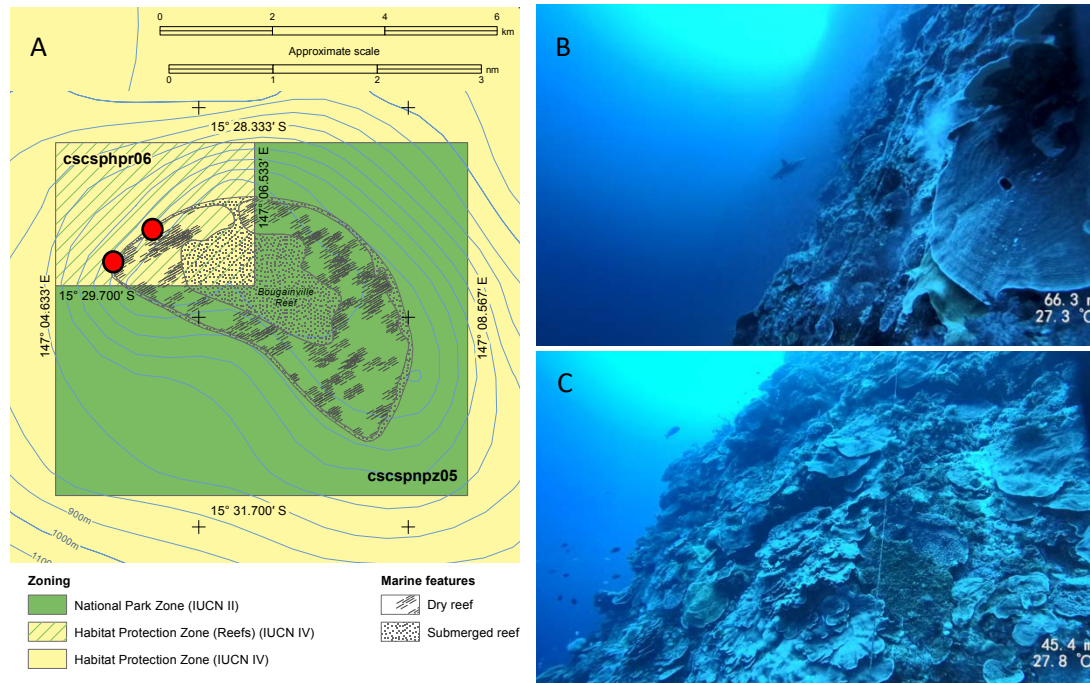 A
0 2 4 6
km
Approximate scale
0 1 2 3
nm
15° 28.333' S
cscsphpr06
147° 06.533' E
15° 29.700' S
147° 04.633' E
Bougainville
Reef
147° 08.567' E
cscspnpz05
15° 31.700' S
900m
1000m
Zoning
National Park Zone (IUCN II)
Habitat Protection Zone (Reefs) (IUCN IV)
Habitat Protection Zone (IUCN IV)
Marine features
Dry reef
Submerged reef
B
66.3
27.3 °
C
45.4
27.8 °